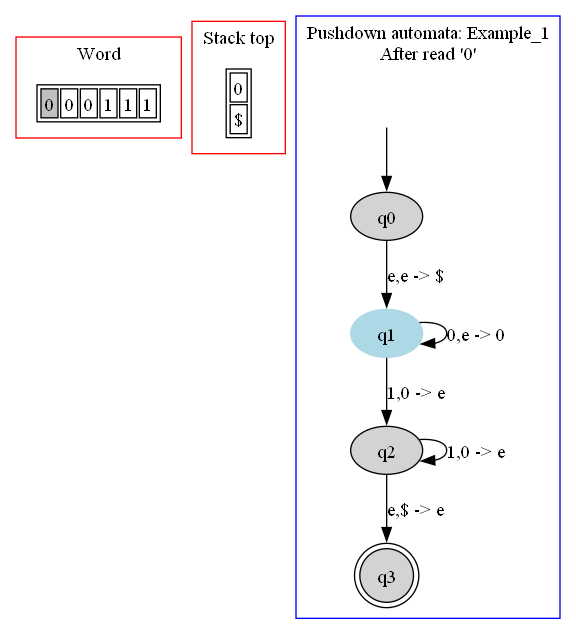 Word
0 0 0 1 1 1
Stack top
0
$
Pushdown automata: Example_1
After read '0'
q0
e,e -> $
q1
0,e -> 0
1,0 -> e
q2
1,0 -> e
e,$ -> e
q3